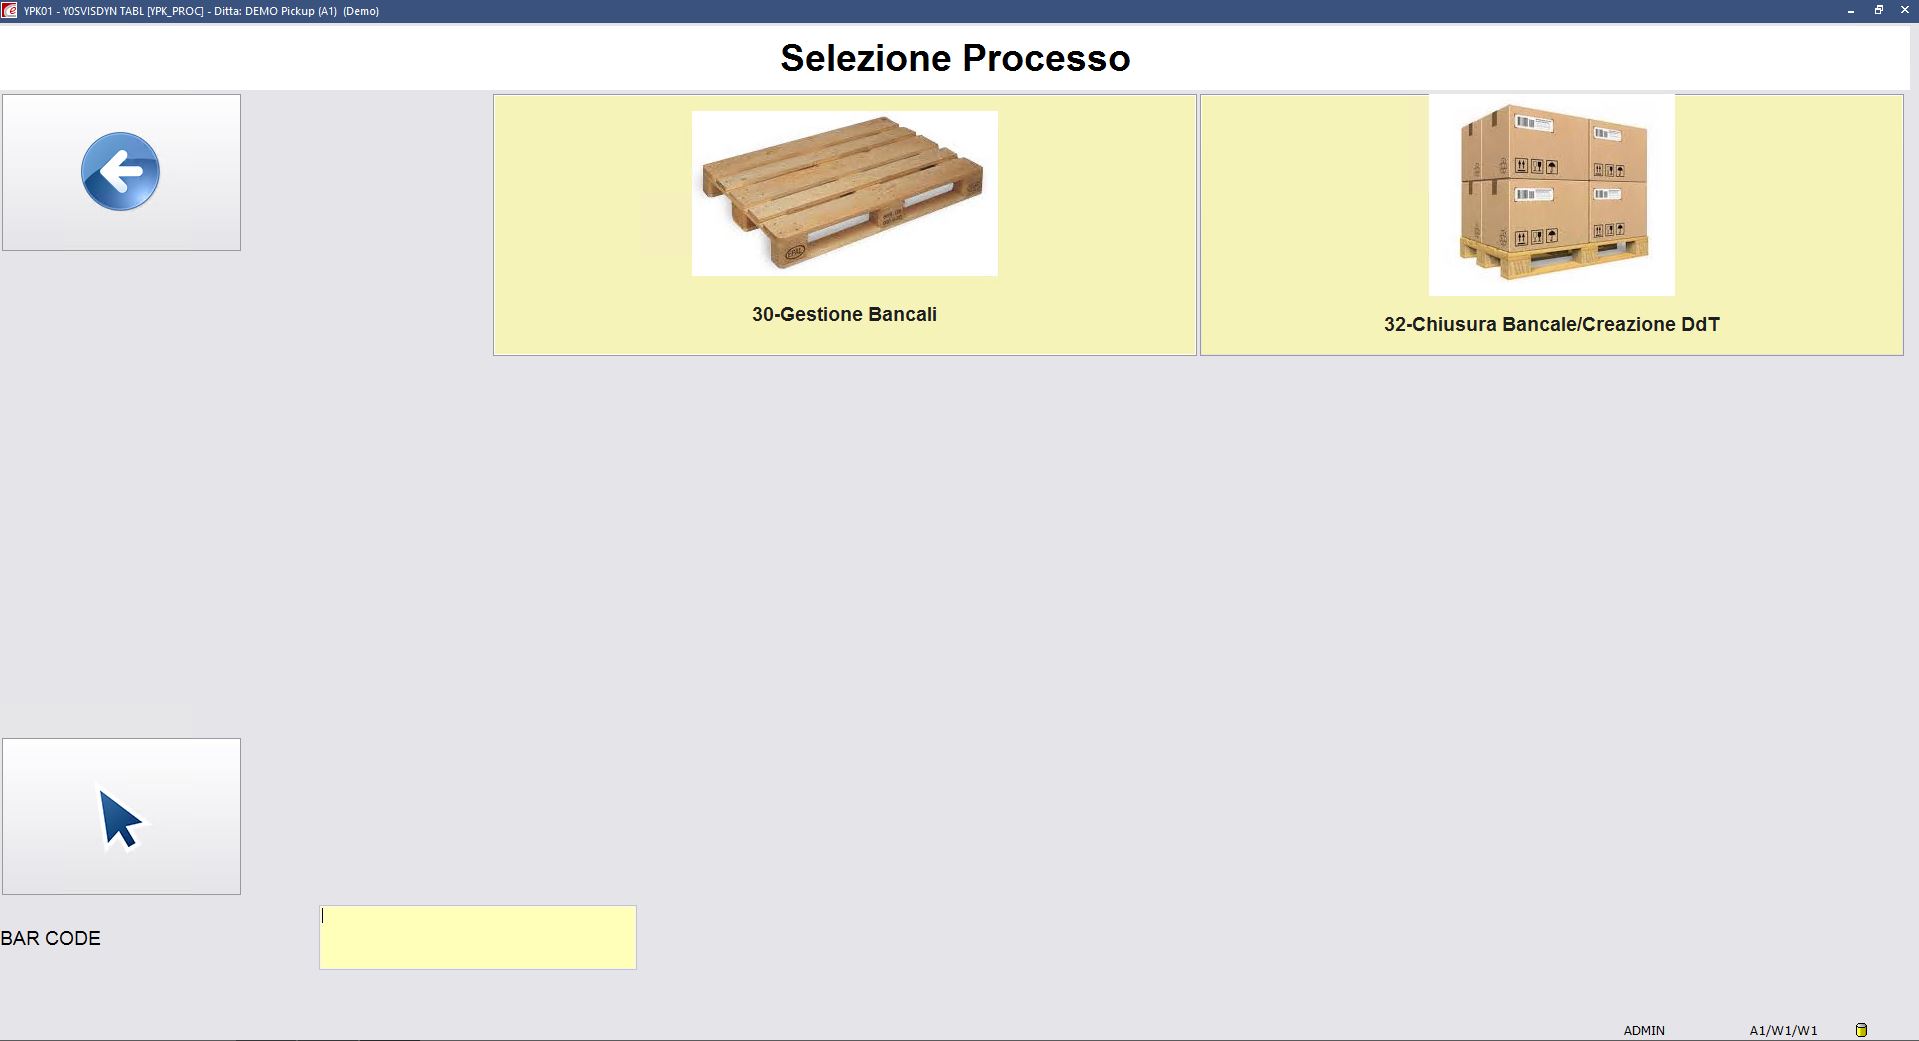 YPK01 - Y0SVISDYN TABL [YPK_PROC] - Ditta: DEMO Pickup (A1) (Demo)
Selezione Processo
30-Gestione Bancali
32-Chiusura Bancale/Creazione DdT
BAR CODE
ADMIN
A1/W1/W1